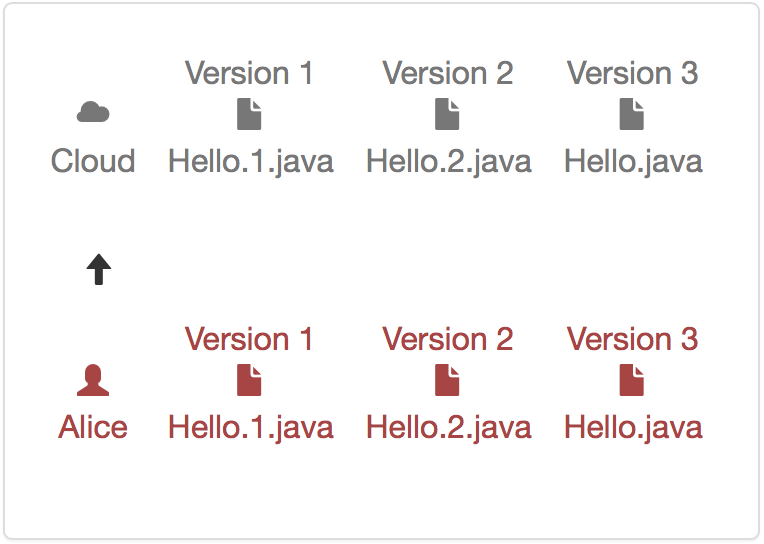 Version 1 Version 2 Version 3
Cloud Hello.1.java Hello.2.java Hello.java
Version 1 Version 2 Version 3
Alice Hello.1.java Hello.2.java Hello.java